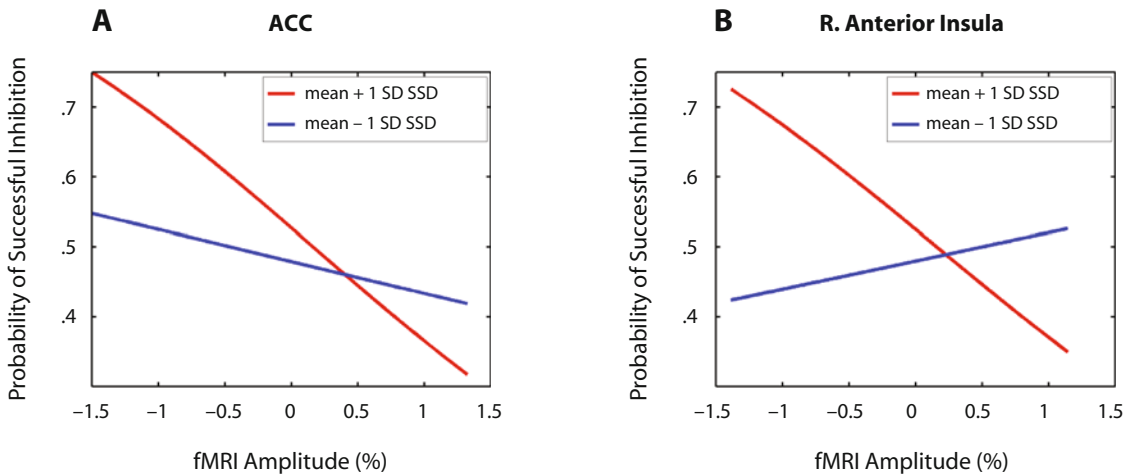 A
ACC
Probability of Successful Inhibition
.7
.6
.5
.4
mean + 1 SD SSD
mean – 1 SD SSD
–1.5 –1 –0.5 0 0.5 1 1.5
fMRI Amplitude (%)
B
R. Anterior Insula
Probability of Successful Inhibition
.7
.6
.5
.4
mean + 1 SD SSD
mean – 1 SD SSD
–1.5 –1 –0.5 0 0.5 1 1.5
fMRI Amplitude (%)